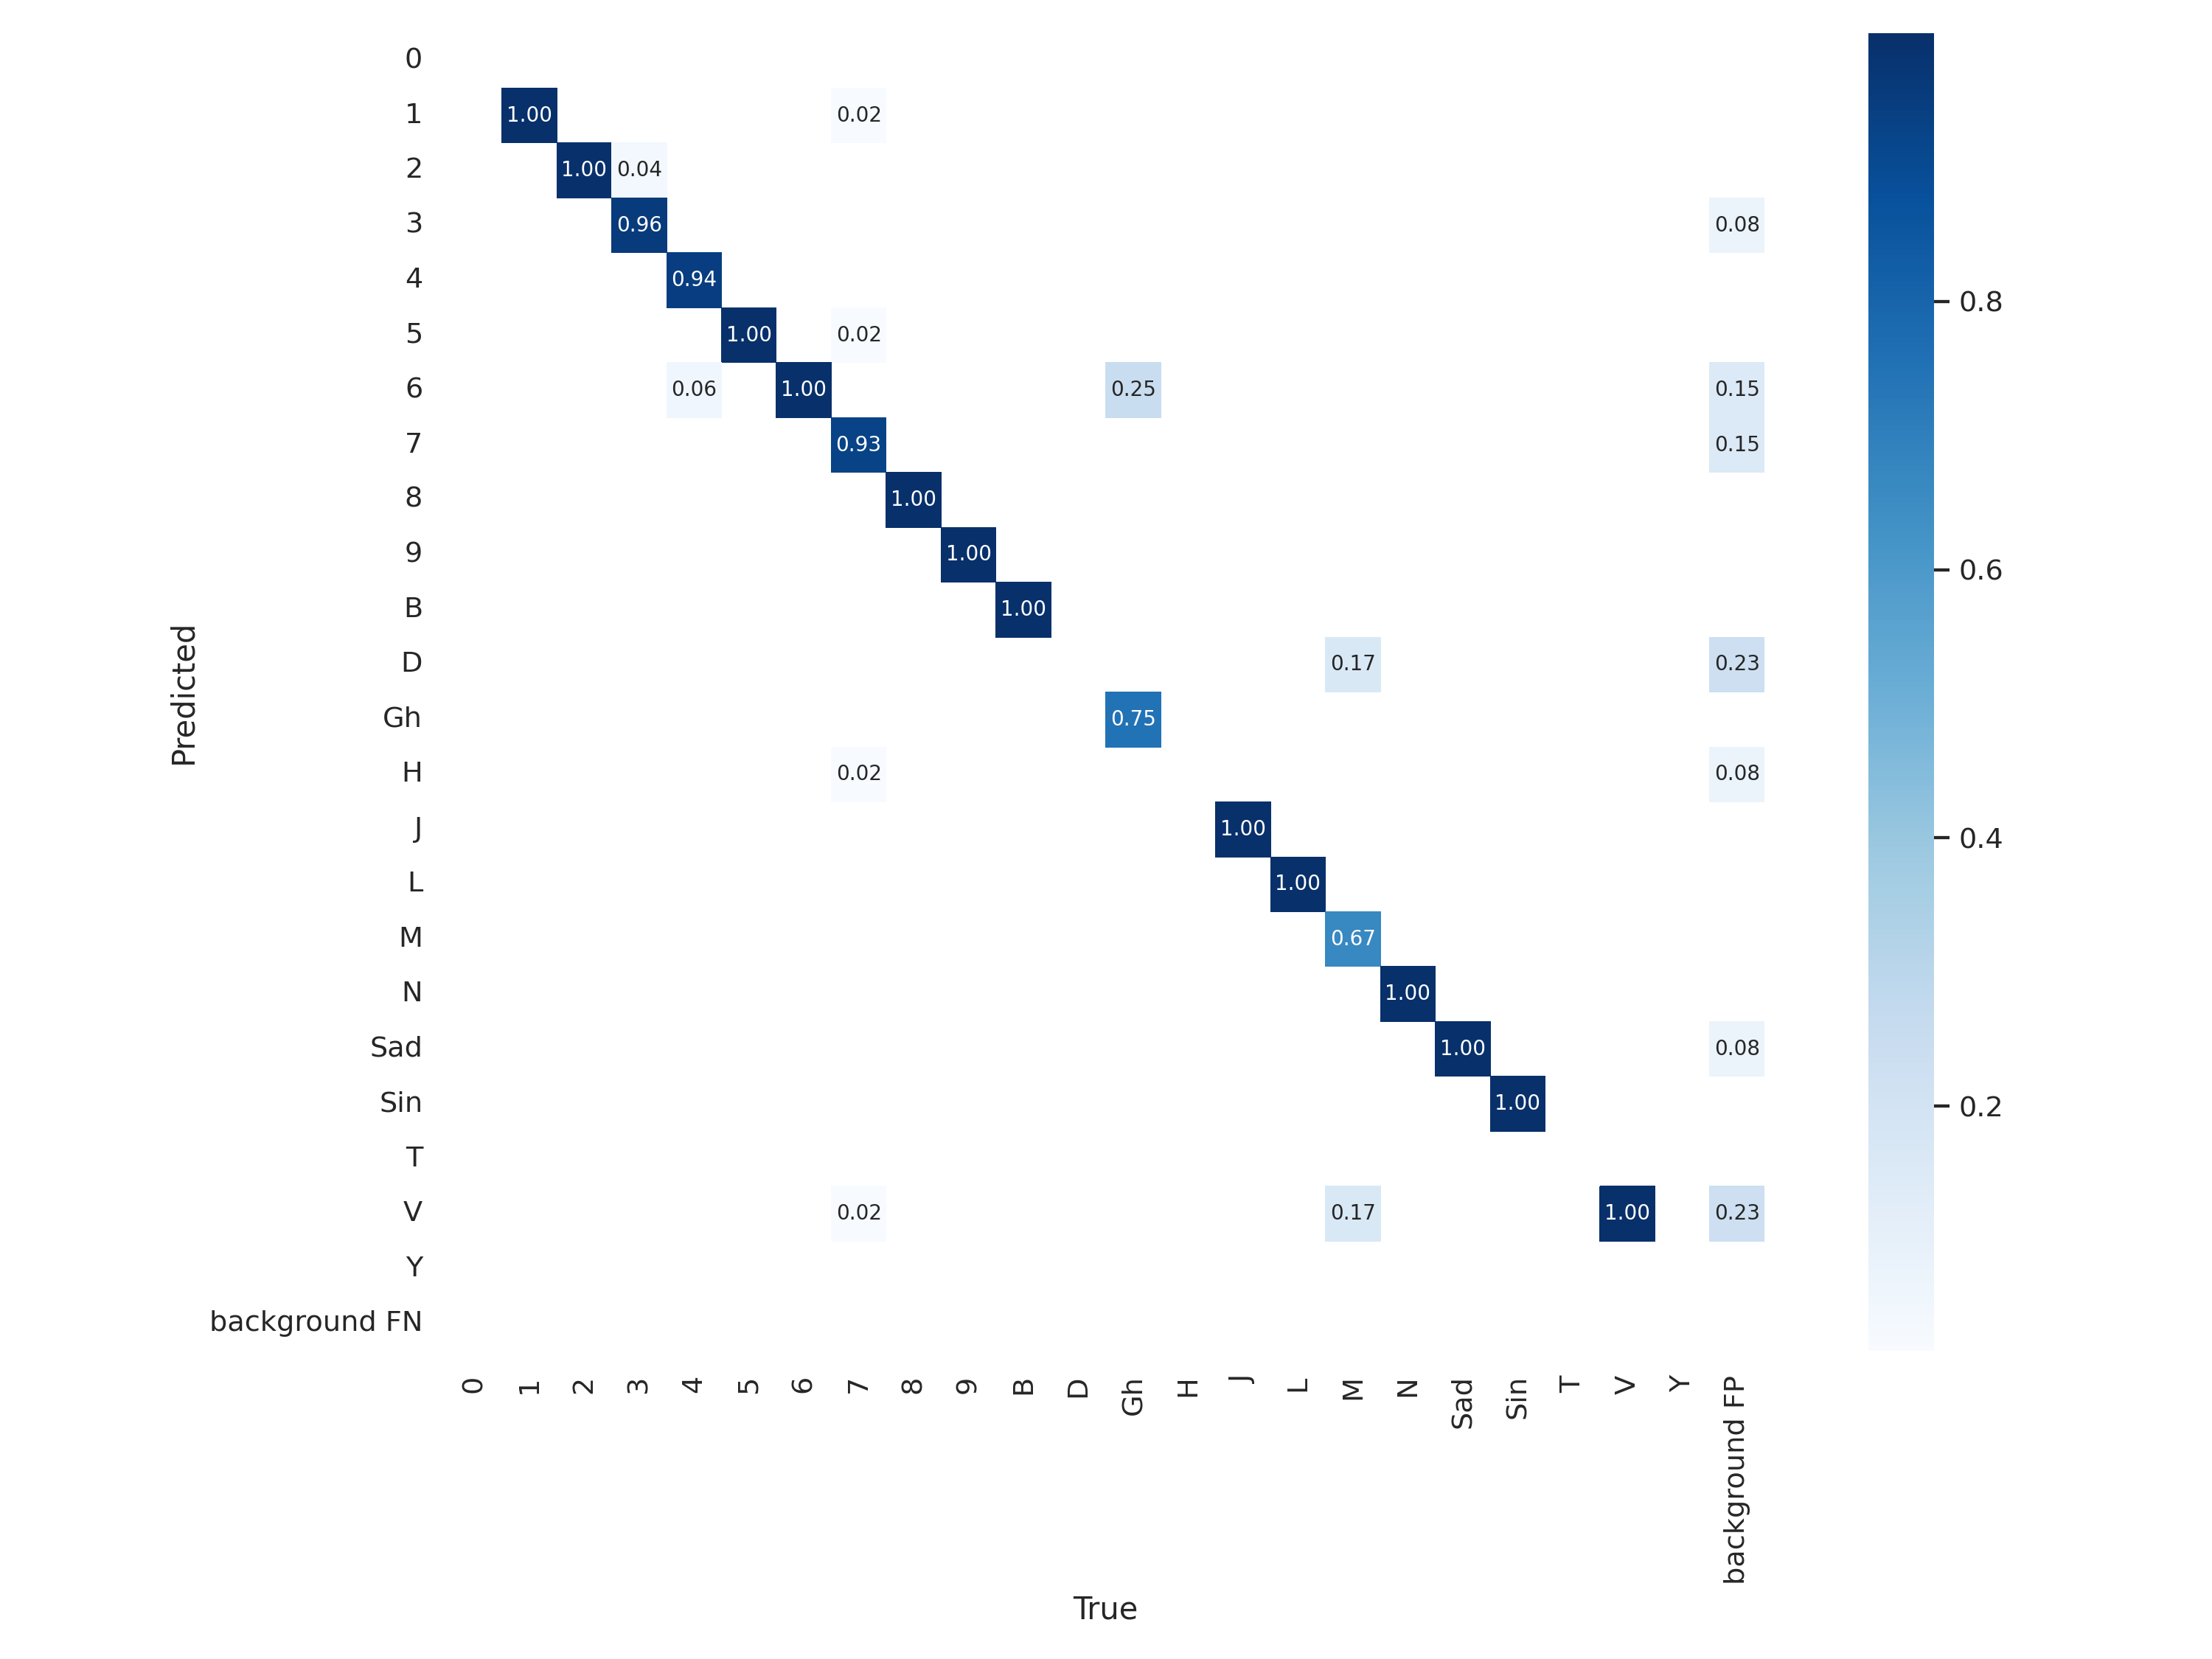 0
1 1.00 0.02
2 1.00 0.04
3 0.96 0.08
4 0.94
5 1.00 0.02
6 0.06 1.00 0.25 0.15
7 0.93 0.15
8 1.00
9 1.00
B 1.00
D 0.17 0.23
Gh 0.75
H 0.02 0.08
J 1.00
L 1.00
M 0.67
N 1.00
Sad 1.00 0.08
Sin 1.00
T
V 0.02 0.17 1.00 0.23
Y
background FN
Predicted
0 1 2 3 4 5 6 7 8 9 B D Gh H J L M N Sad Sin T V Y background FP
True
0.8
0.6
0.4
0.2